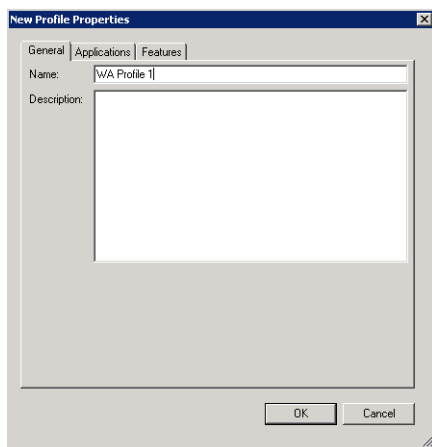 New Profile Properties
General Applications Features
Name: WA Profile 1
Description:
OK Cancel